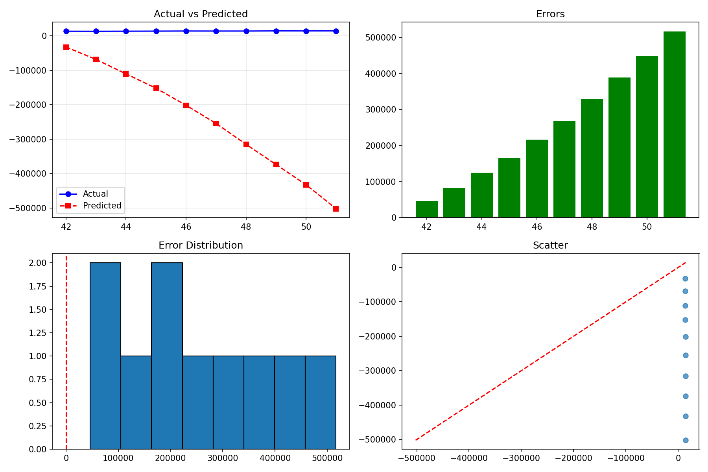 Actual vs Predicted
0
−100000
−200000
−300000
−400000
−500000
42 44 46 48 50
Actual
Predicted
Errors
500000
400000
300000
200000
100000
0
42 44 46 48 50
Error Distribution
2.00
1.75
1.50
1.25
1.00
0.75
0.50
0.25
0.00
0 100000 200000 300000 400000 500000
Scatter
0
−100000
−200000
−300000
−400000
−500000
−500000 −400000 −300000 −200000 −100000 0